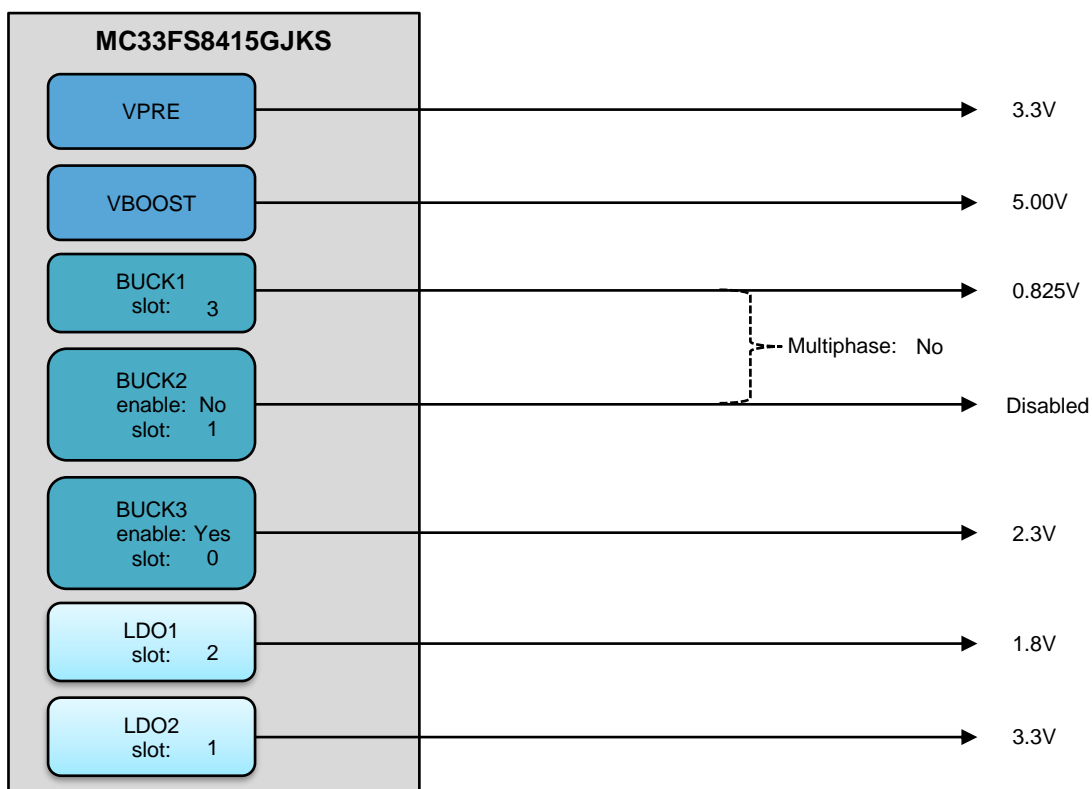 MC33FS8415GJKS
VPRE
3.3V
VBOOST
5.00V
BUCK1
slot: 3
0.825V
Multiphase: No
BUCK2
enable: No
slot: 1
Disabled
BUCK3
enable: Yes
slot: 0
2.3V
LDO1
slot: 2
1.8V
LDO2
slot: 1
3.3V